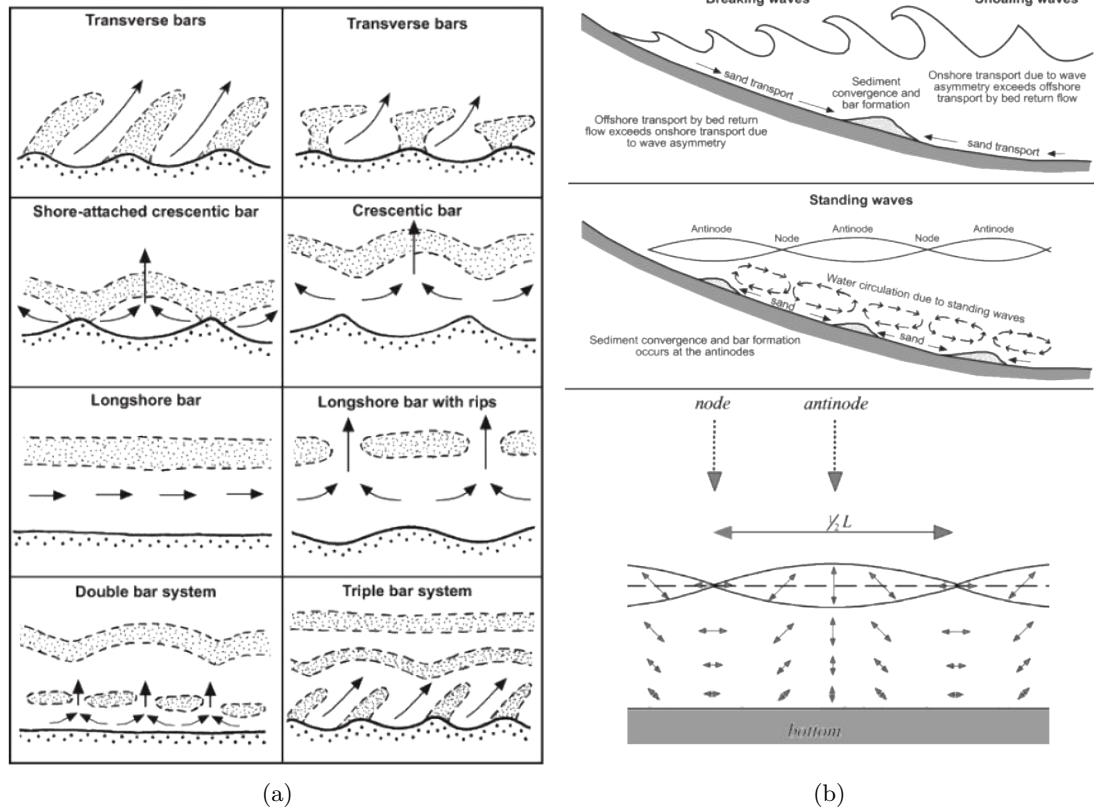 Transverse bars
Transverse bars
Shore-attached crescentic bar
Crescentic bar
Longshore bar
Longshore bar with rips
Double bar system
Triple bar system
(a)
Breaking waves
Shoaling waves
sand transport
Sediment
convergence and
bar formation
Onshore transport due to wave
asymmetry exceeds offshore
transport by bed return flow
Offshore transport by bed return
flow exceeds onshore transport due
to wave asymmetry
sand transport
Standing waves
Antinode
Node
Antinode
Node
Antinode
Water circulation due to standing waves
sand
sand
Sediment convergence and bar formation
occurs at the antinodes
node
antinode
½ L
bottom
(b)